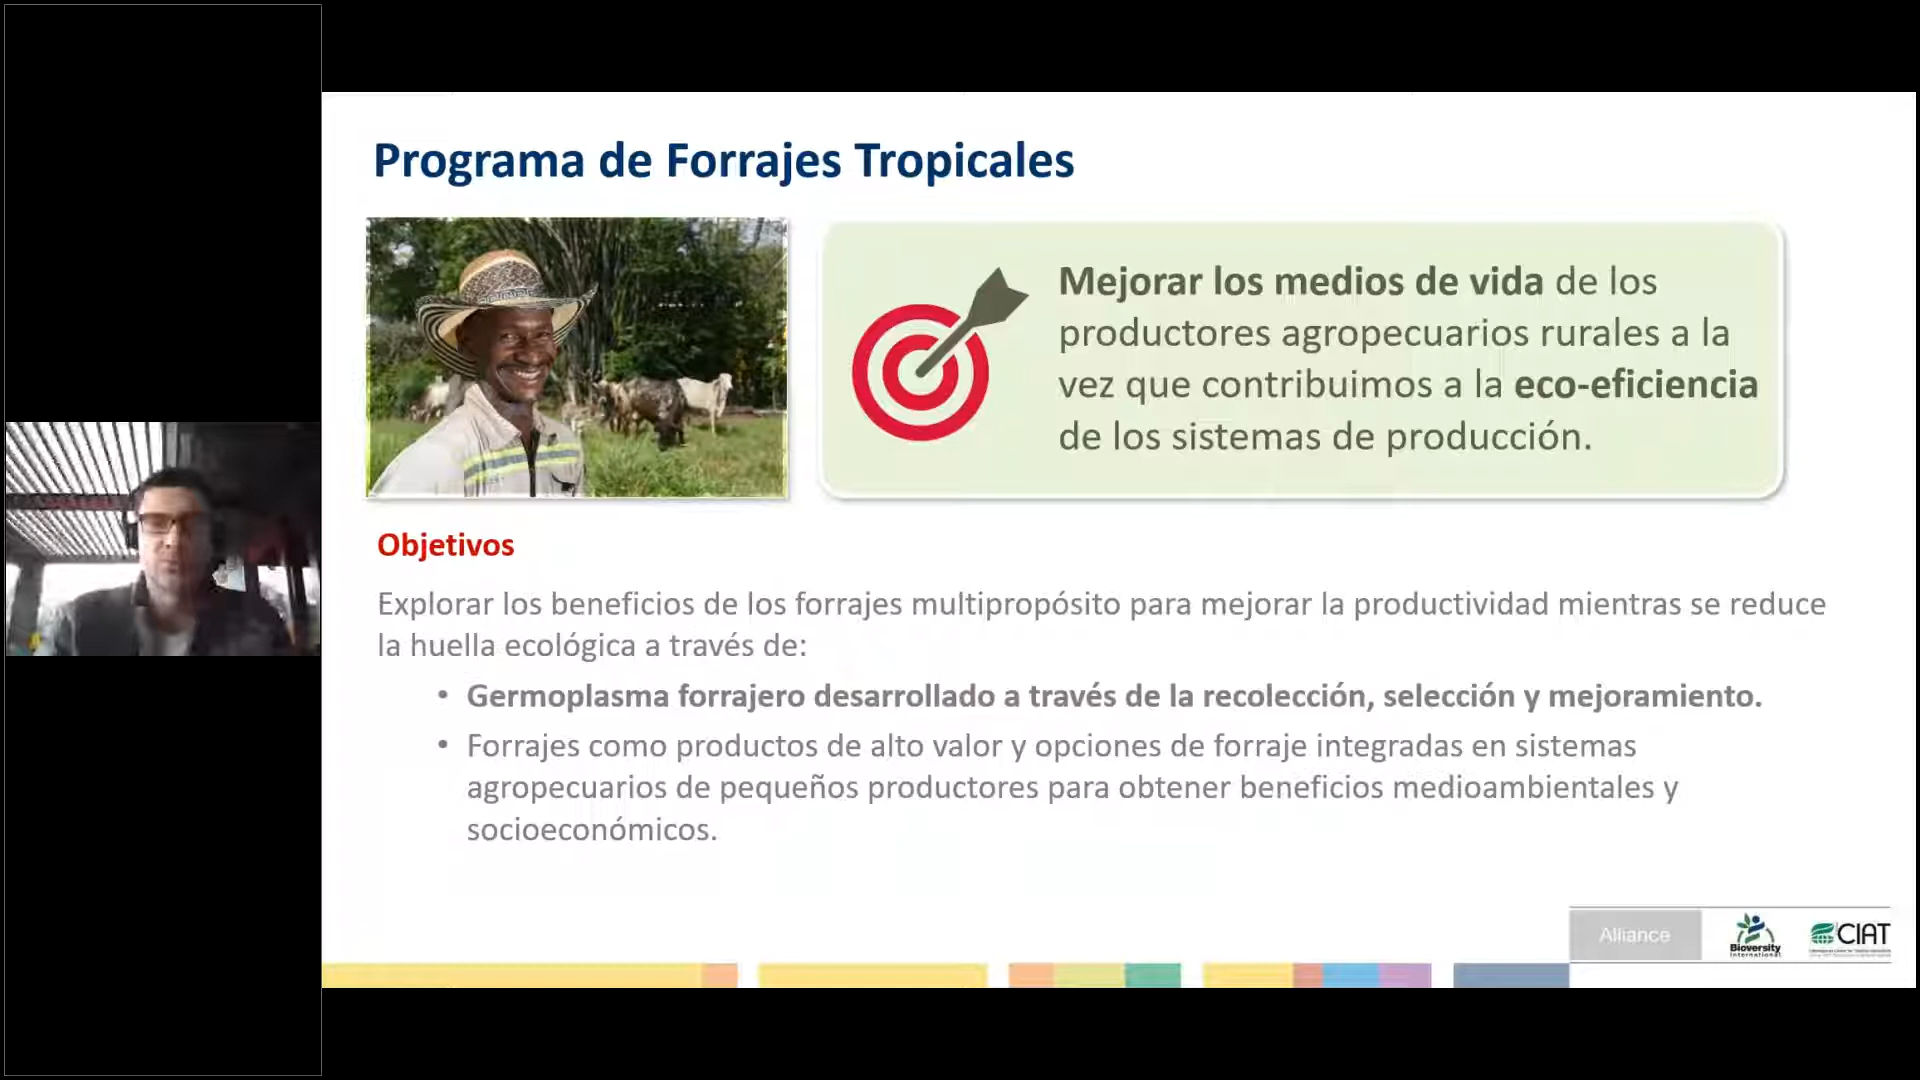 Programa de Forrajes Tropicales
Mejorar los medios de vida de los
productores agropecuarios rurales a la
vez que contribuimos a la eco-eficiencia
de los sistemas de producción.
Objetivos
Explorar los beneficios de los forrajes multipropósito para mejorar la productividad mientras se reduce
la huella ecológica a través de:
• Germoplasma forrajero desarrollado a través de la recolección, selección y mejoramiento.
• Forrajes como productos de alto valor y opciones de forraje integradas en sistemas
agropecuarios de pequeños productores para obtener beneficios medioambientales y
socioeconómicos.
Alliance
Bioversity
International
CIAT